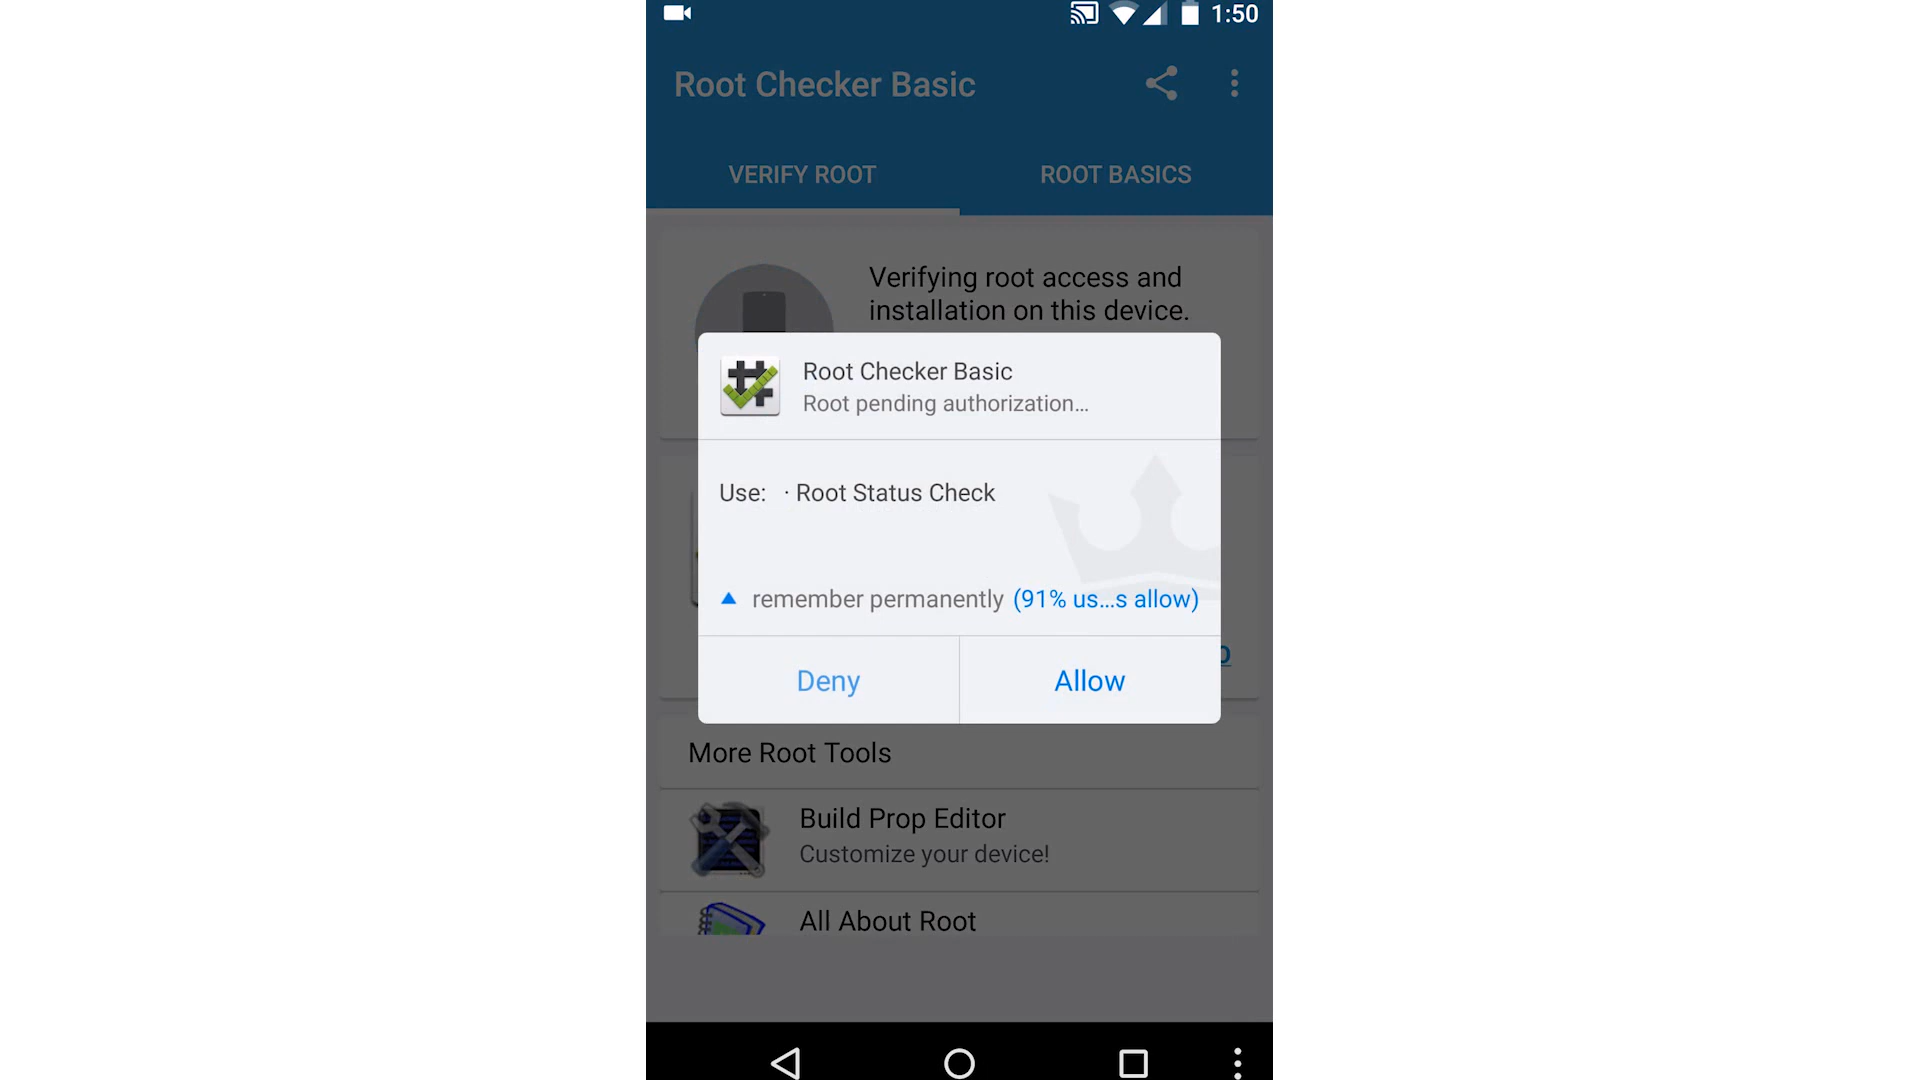 1:50
Root Checker Basic
VERIFY ROOT
ROOT BASICS
Verifying root access and
installation on this device.
Root Checker Basic
Root pending authorization...
Use: · Root Status Check
remember permanently (91% us...s allow)
Deny
Allow
More Root Tools
Build Prop Editor
Customize your device!
All About Root